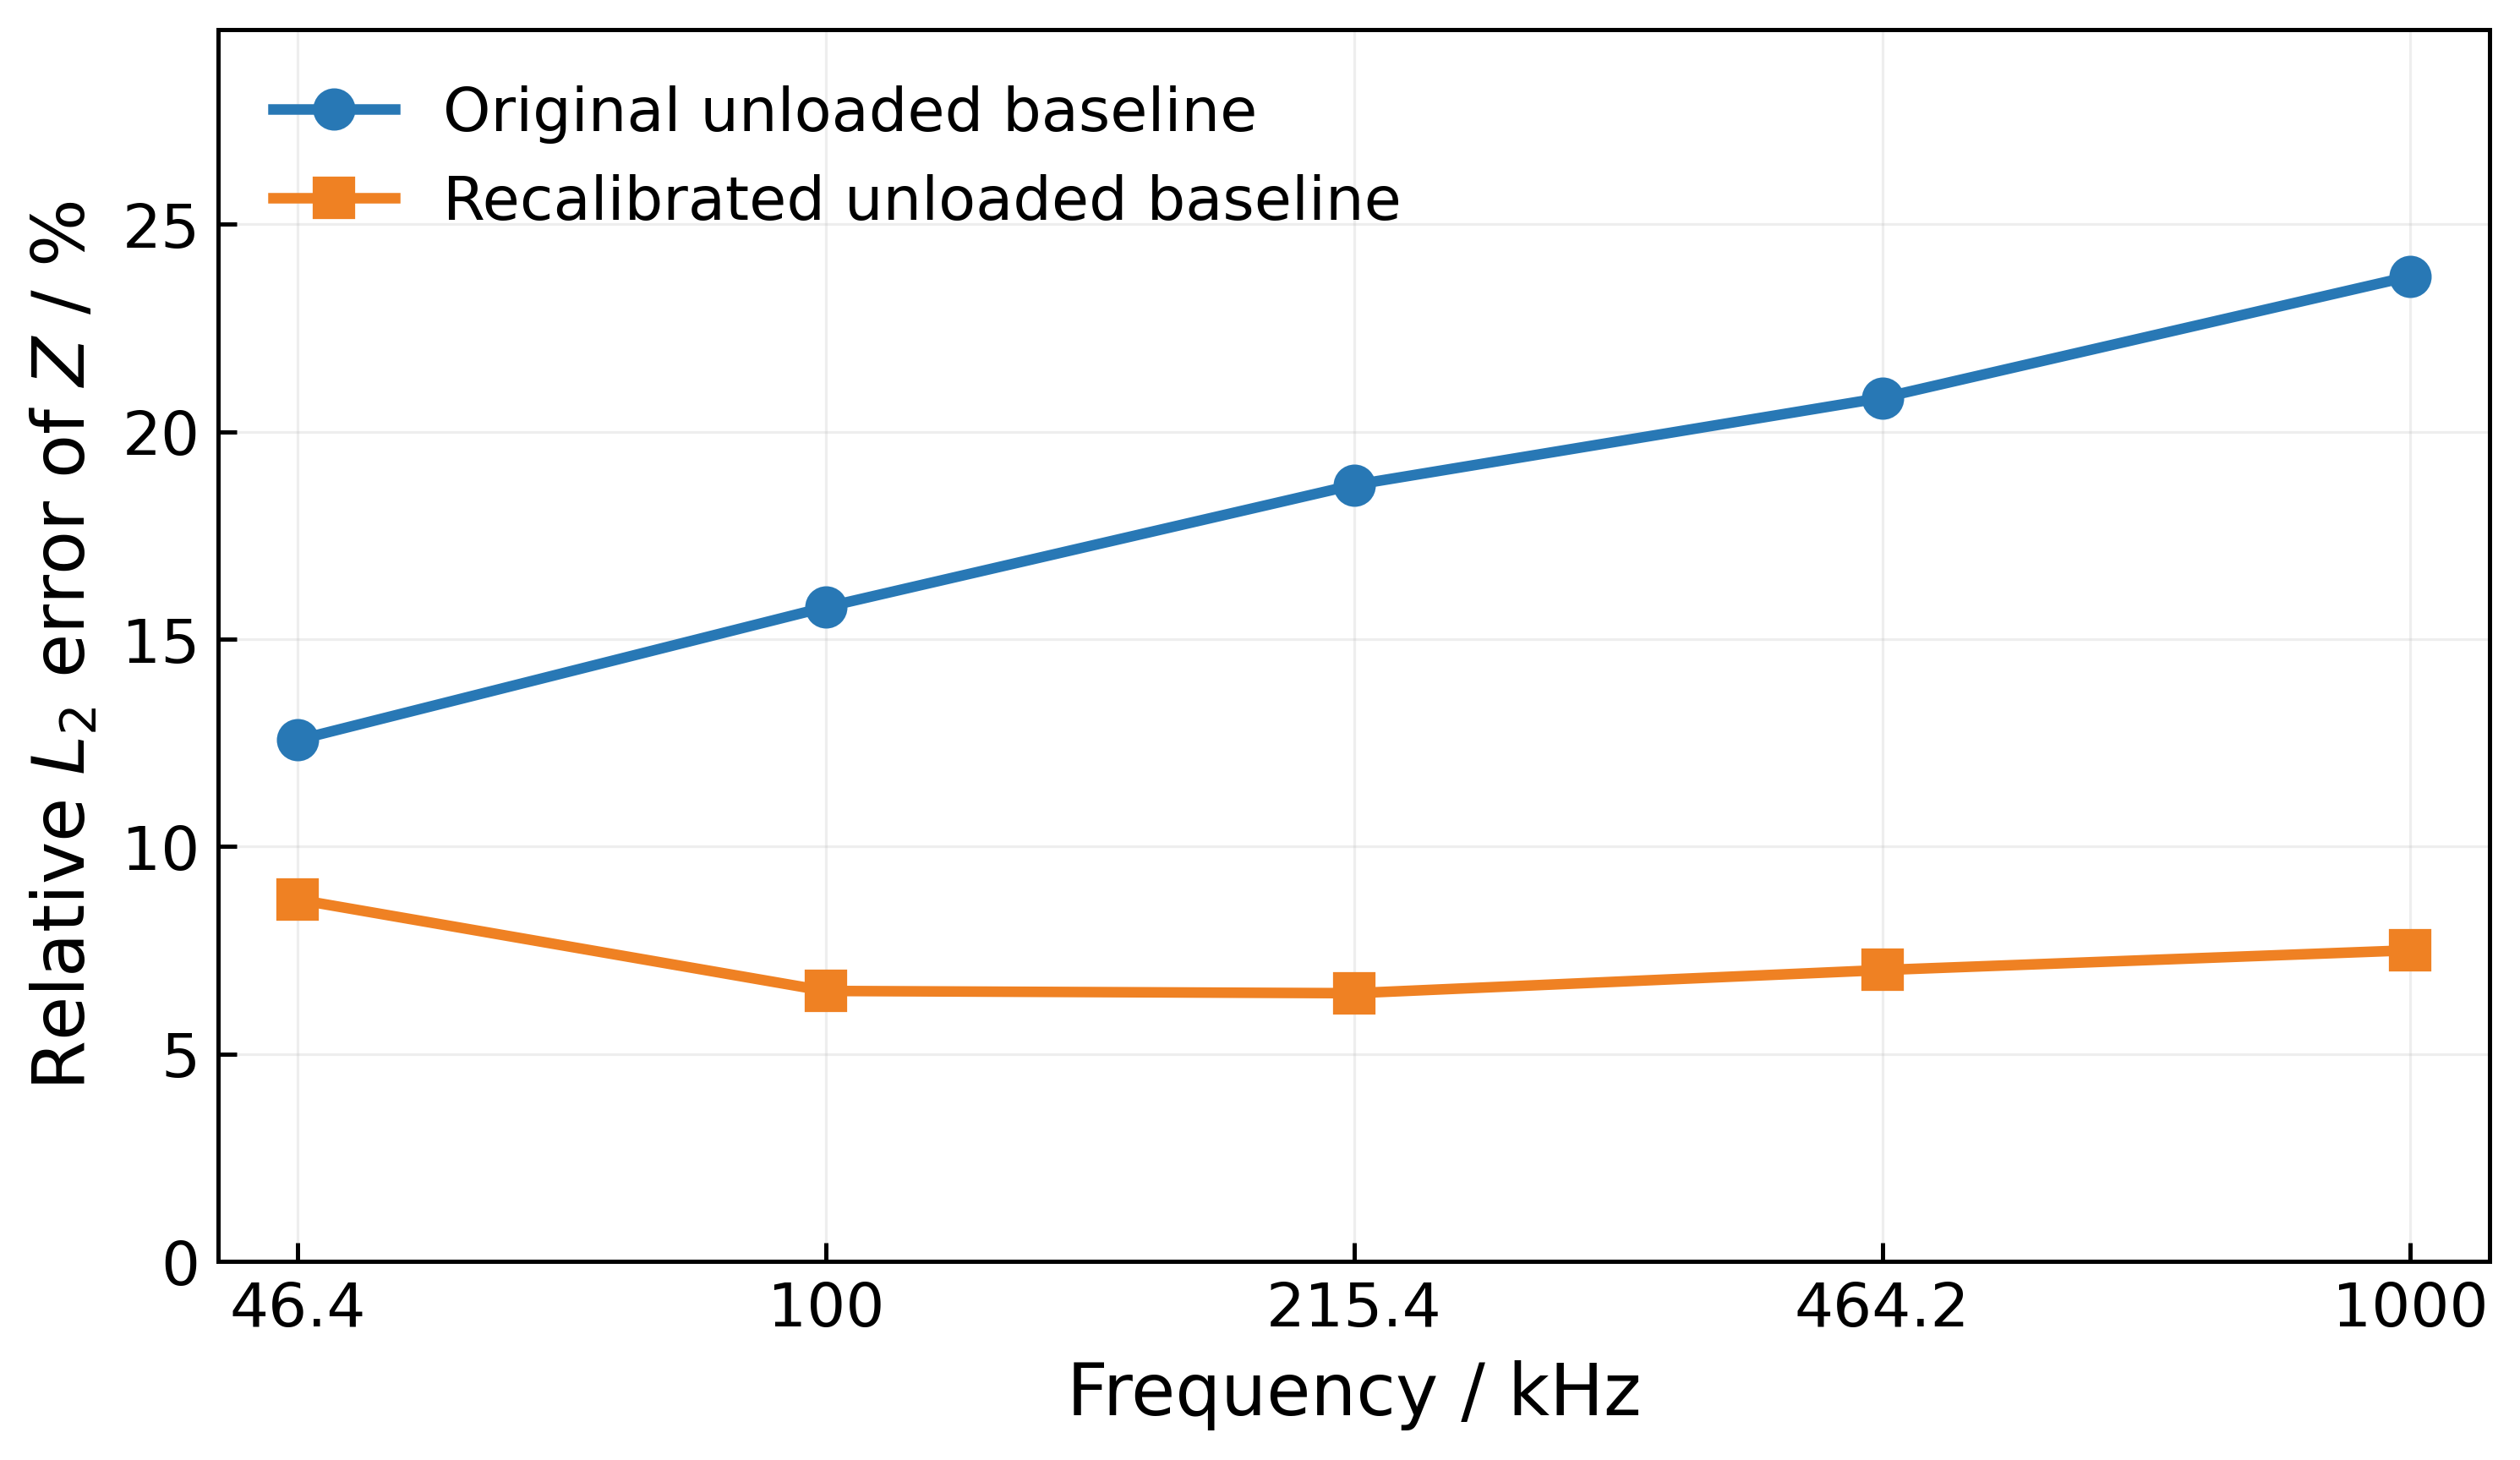 Original unloaded baseline
Recalibrated unloaded baseline
Relative L₂ error of Z / %
25
20
15
10
5
0
46.4 100 215.4 464.2 1000
Frequency / kHz